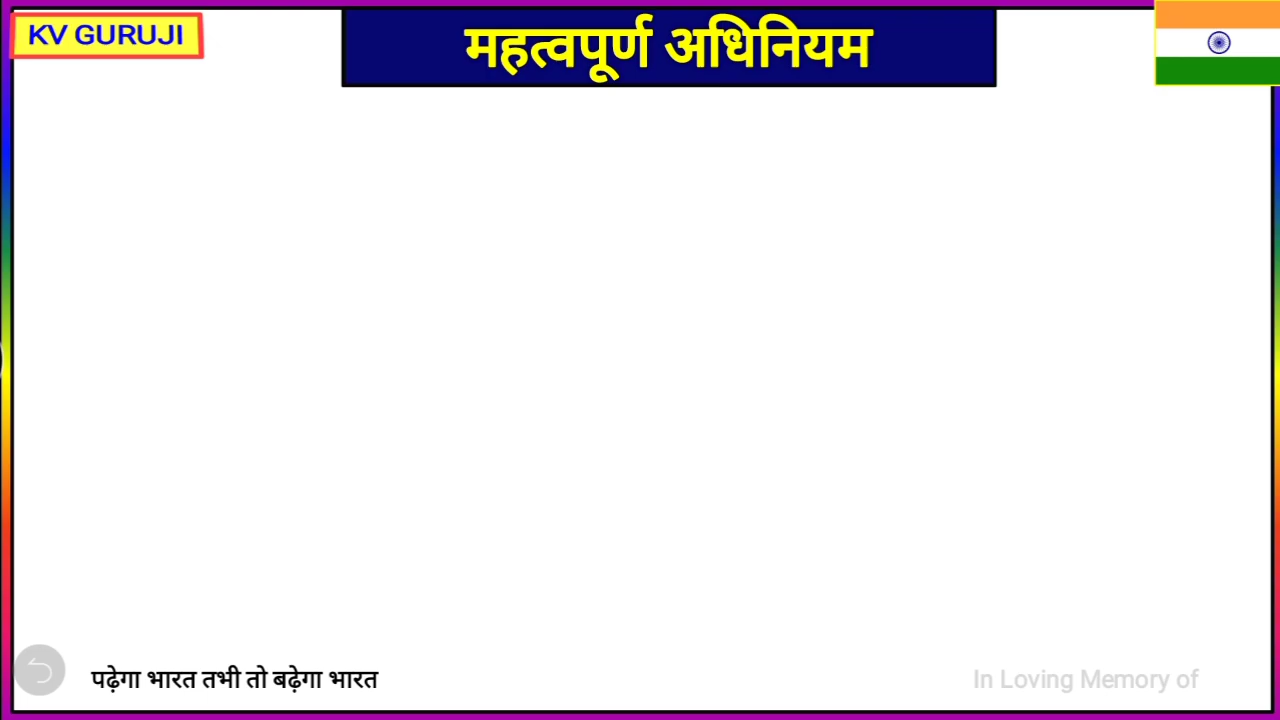 KV GURUJI
महत्वपूर्ण अधिनियम
पढ़ेगा भारत तभी तो बढ़ेगा भारत
In Loving Memory of